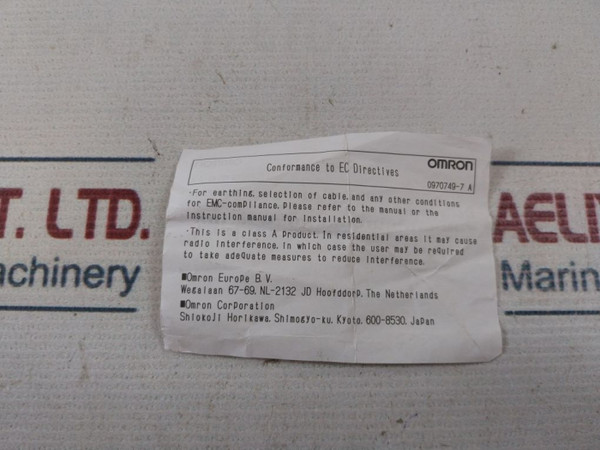 Conformance to EC Directives
OMRON
0970749-7 A
·For earthing, selection of cable, and any other conditions
for EMC-compliance, Please refer to the manual or the
instruction manual for installation.
·This is a class A product. In residential areas it may cause
radio interference, in which case the user may be required
to take adequate measures to reduce interference.
■Omron Europe B.V.
Wegalaan 67-69, NL-2132 JD Hoofddorp, The Netherlands
■Omron Corporation
Shiokoji Horikawa, Shimogyo-ku, Kyoto, 600-8530, Japan
T. LTD.
achinery
AELI
Marin